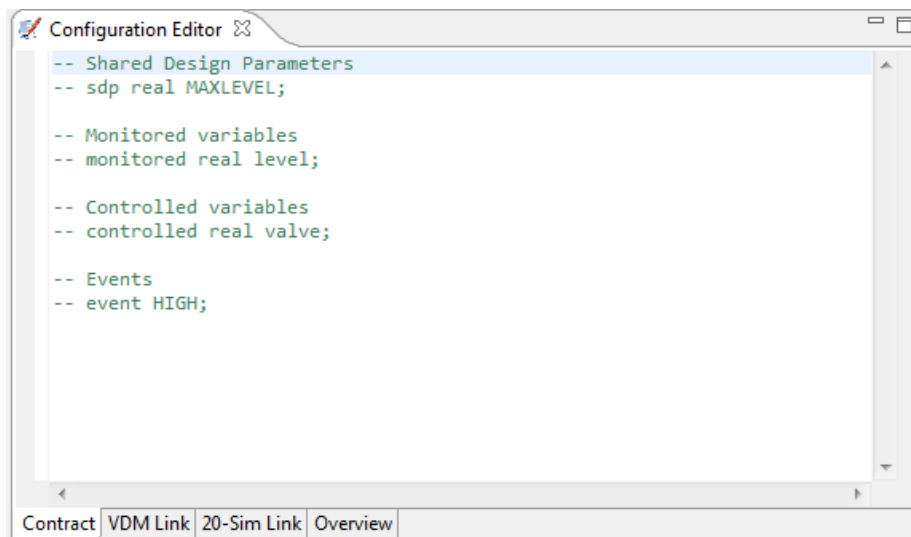 Configuration Editor
-- Shared Design Parameters
-- sdp real MAXLEVEL;
-- Monitored variables
-- monitored real level;
-- Controlled variables
-- controlled real valve;
-- Events
-- event HIGH;
Contract VDM Link 20-Sim Link Overview